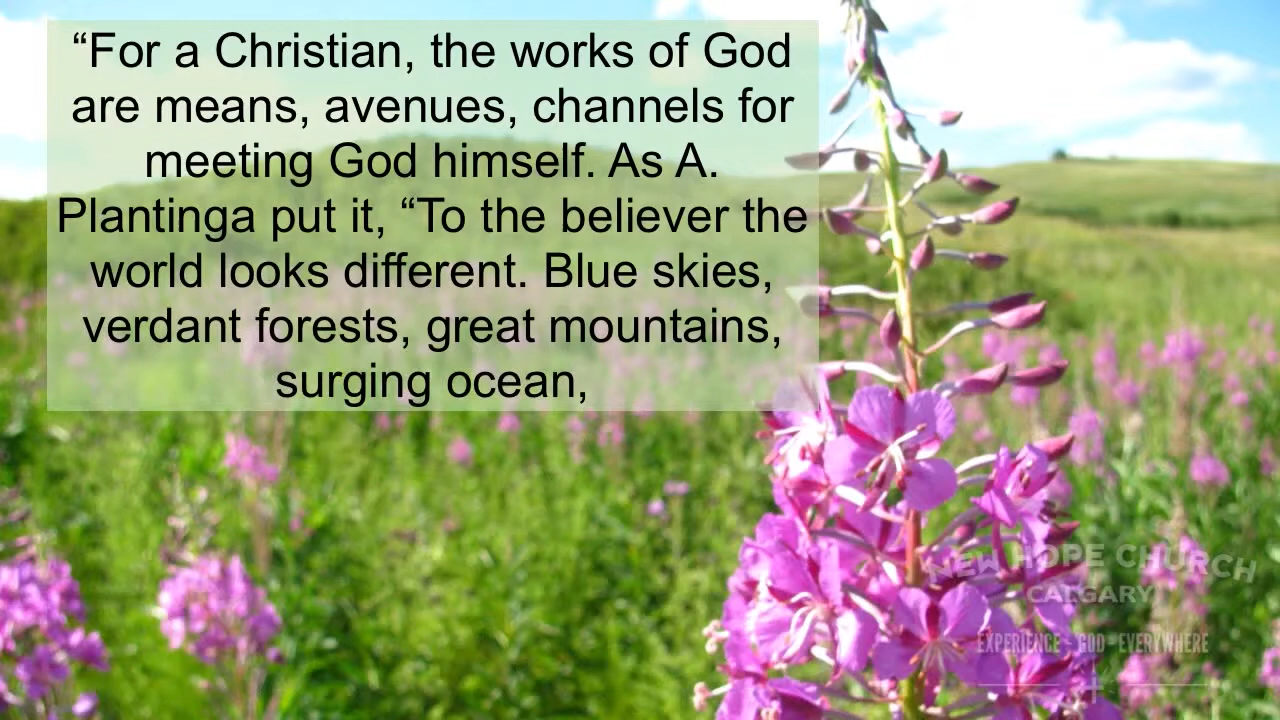 “For a Christian, the works of God
are means, avenues, channels for
meeting God himself. As A.
Plantinga put it, “To the believer the
world looks different. Blue skies,
verdant forests, great mountains,
surging ocean,
NEW HOPE CHURCH
CALGARY
EXPERIENCE - GOD - EVERYWHERE